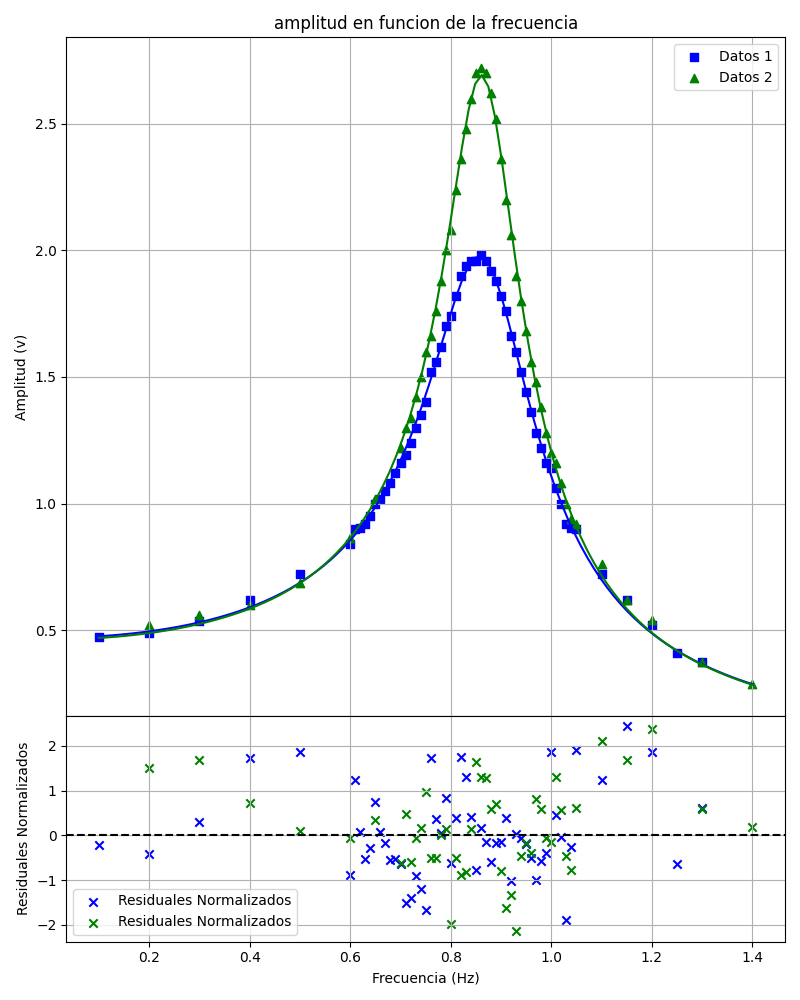 amplitud en funcion de la frecuencia
Datos 1
Datos 2
2.5
2.0
1.5
1.0
0.5
Amplitud (v)
2
1
0
−1
−2
Residuales Normalizados
Residuales Normalizados
Residuales Normalizados
0.2 0.4 0.6 0.8 1.0 1.2 1.4
Frecuencia (Hz)